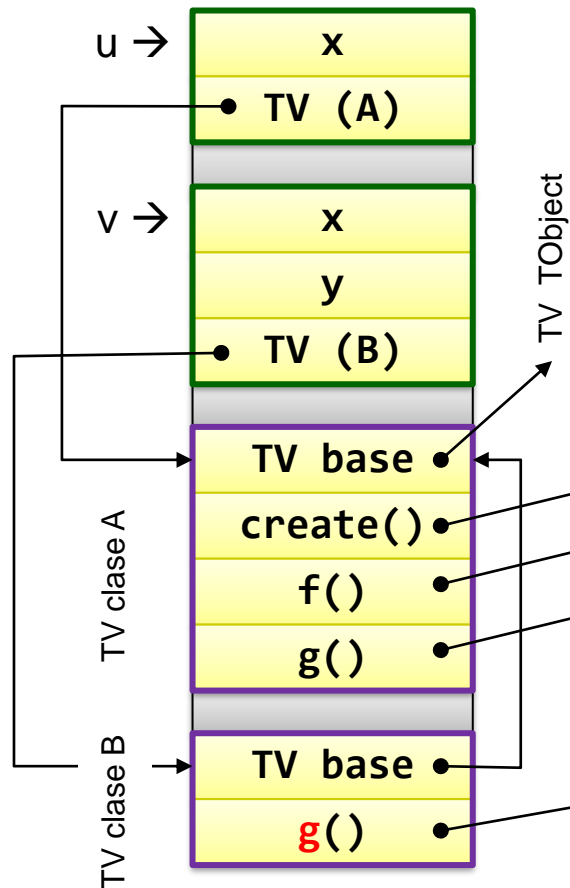 u →
x
TV (A)
v →
x
y
TV (B)
TV TObject
TV clase A
TV base
create()
f()
g()
TV clase B
TV base
g()